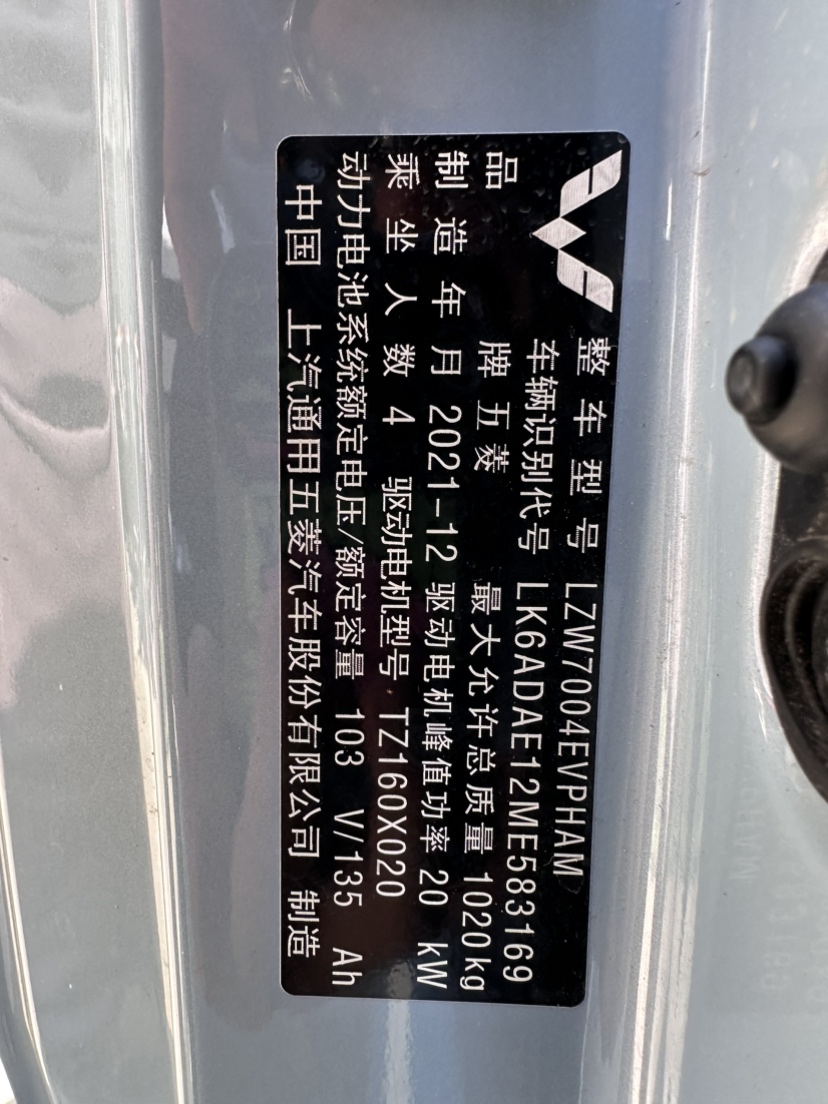 整车型号 LZW7004EVPHAM
车辆识别代号 LK6ADAE12ME583169
品牌 五菱 最大允许总质量 1020kg
制造年月 2021-12 驱动电机峰值功率 20 kW
乘坐人数 4 驱动电机型号 TZ160X020
动力电池系统额定电压/额定容量 103 V/135 Ah
中国 上汽通用五菱汽车股份有限公司 制造